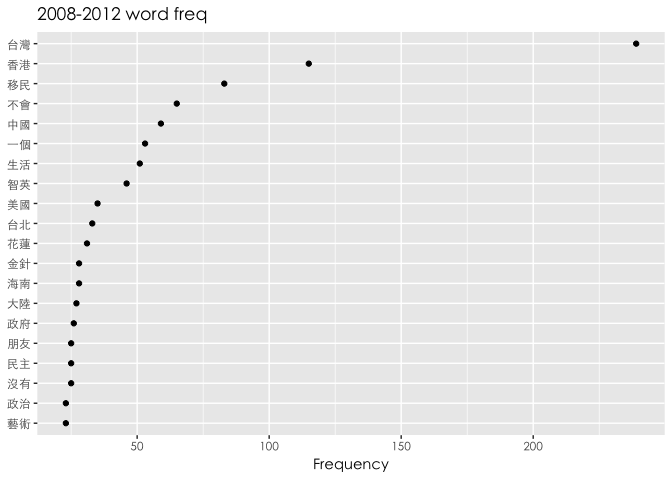 2008-2012 word freq
台灣
香港
移民
不會
中國
一個
生活
智英
美國
台北
花蓮
金針
海南
大陸
政府
朋友
民主
沒有
政治
藝術
50 100 150 200
Frequency